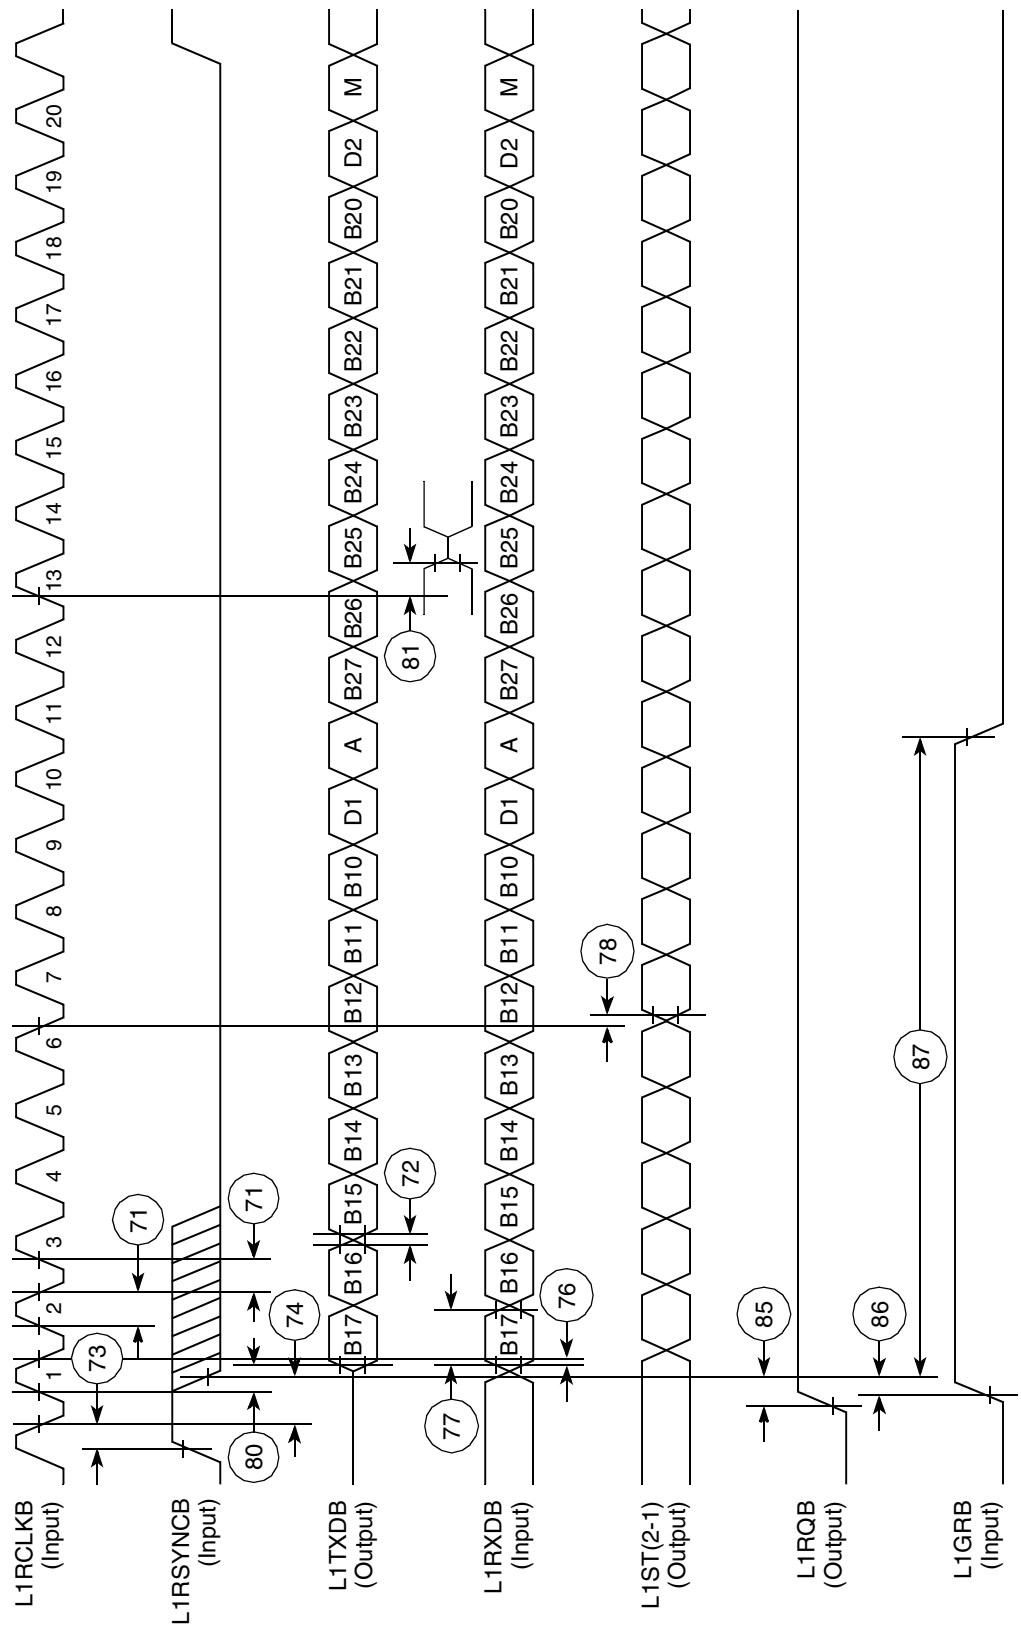 L1RCLKB
(Input)
1 2 3 4 5 6 7 8 9 10 11 12 13 14 15 16 17 18 19 20
73
71
L1RSYNCB
(Input)
80 71
74
L1TXDB
(Output)
B17 B16 B15 B14 B13 B12 B11 B10 D1 A B27 B26 B25 B24 B23 B22 B21 B20 D2 M
72 81
77
L1RXDB
(Input)
B17 B16 B15 B14 B13 B12 B11 B10 D1 A B27 B26 B25 B24 B23 B22 B21 B20 D2 M
76
78
L1ST(2-1)
(Output)
85
L1RQB
(Output)
86
87
L1GRB
(Input)